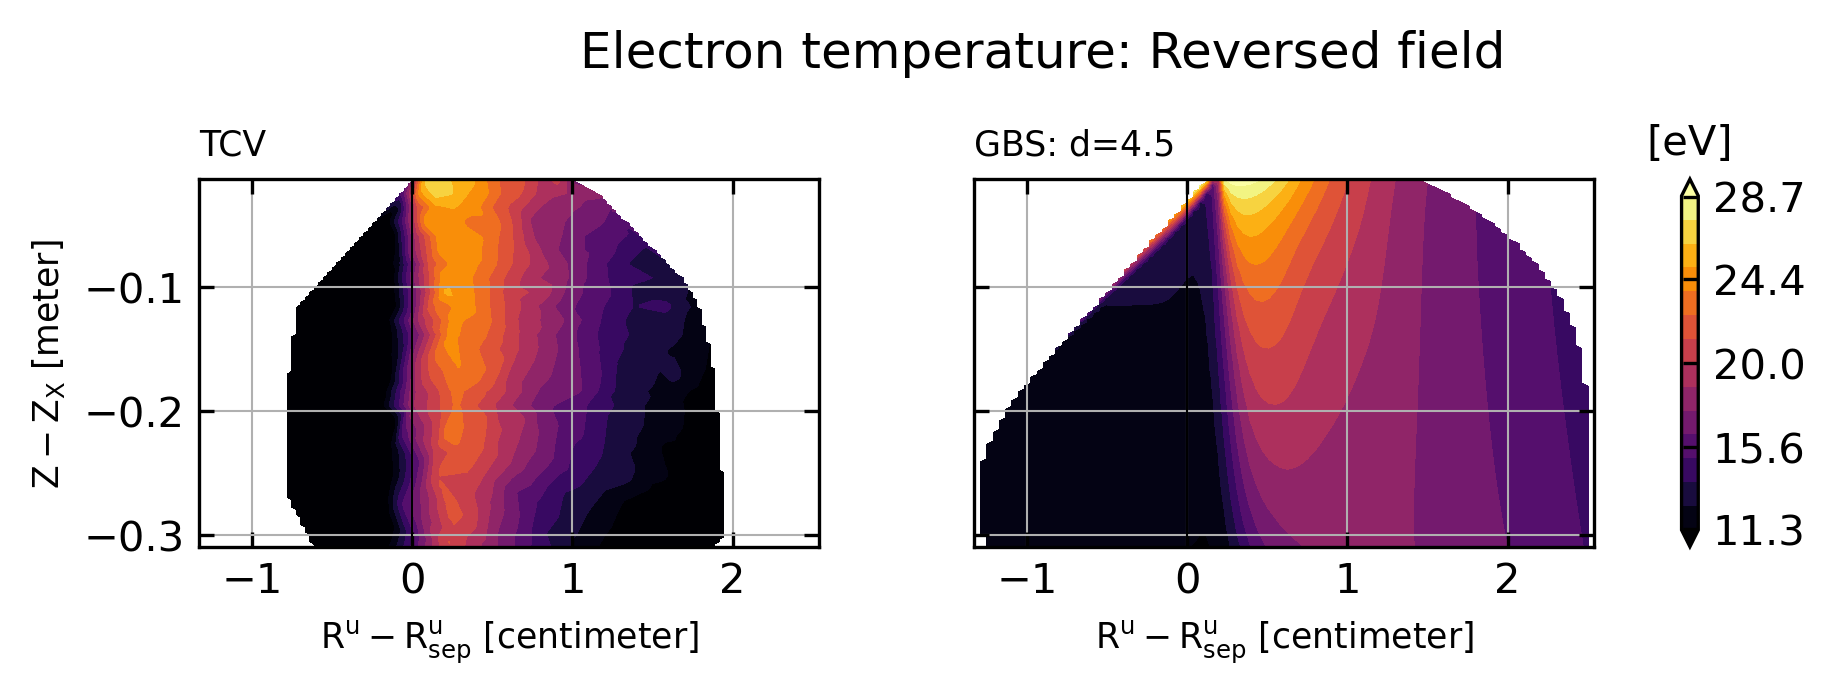 Electron temperature: Reversed field
TCV
GBS: d=4.5
[eV]
28.7
24.4
20.0
15.6
11.3
Z − Z_X [meter]
−0.1
−0.2
−0.3
−1 0 1 2
−1 0 1 2
R^u − R^u_sep [centimeter]
R^u − R^u_sep [centimeter]